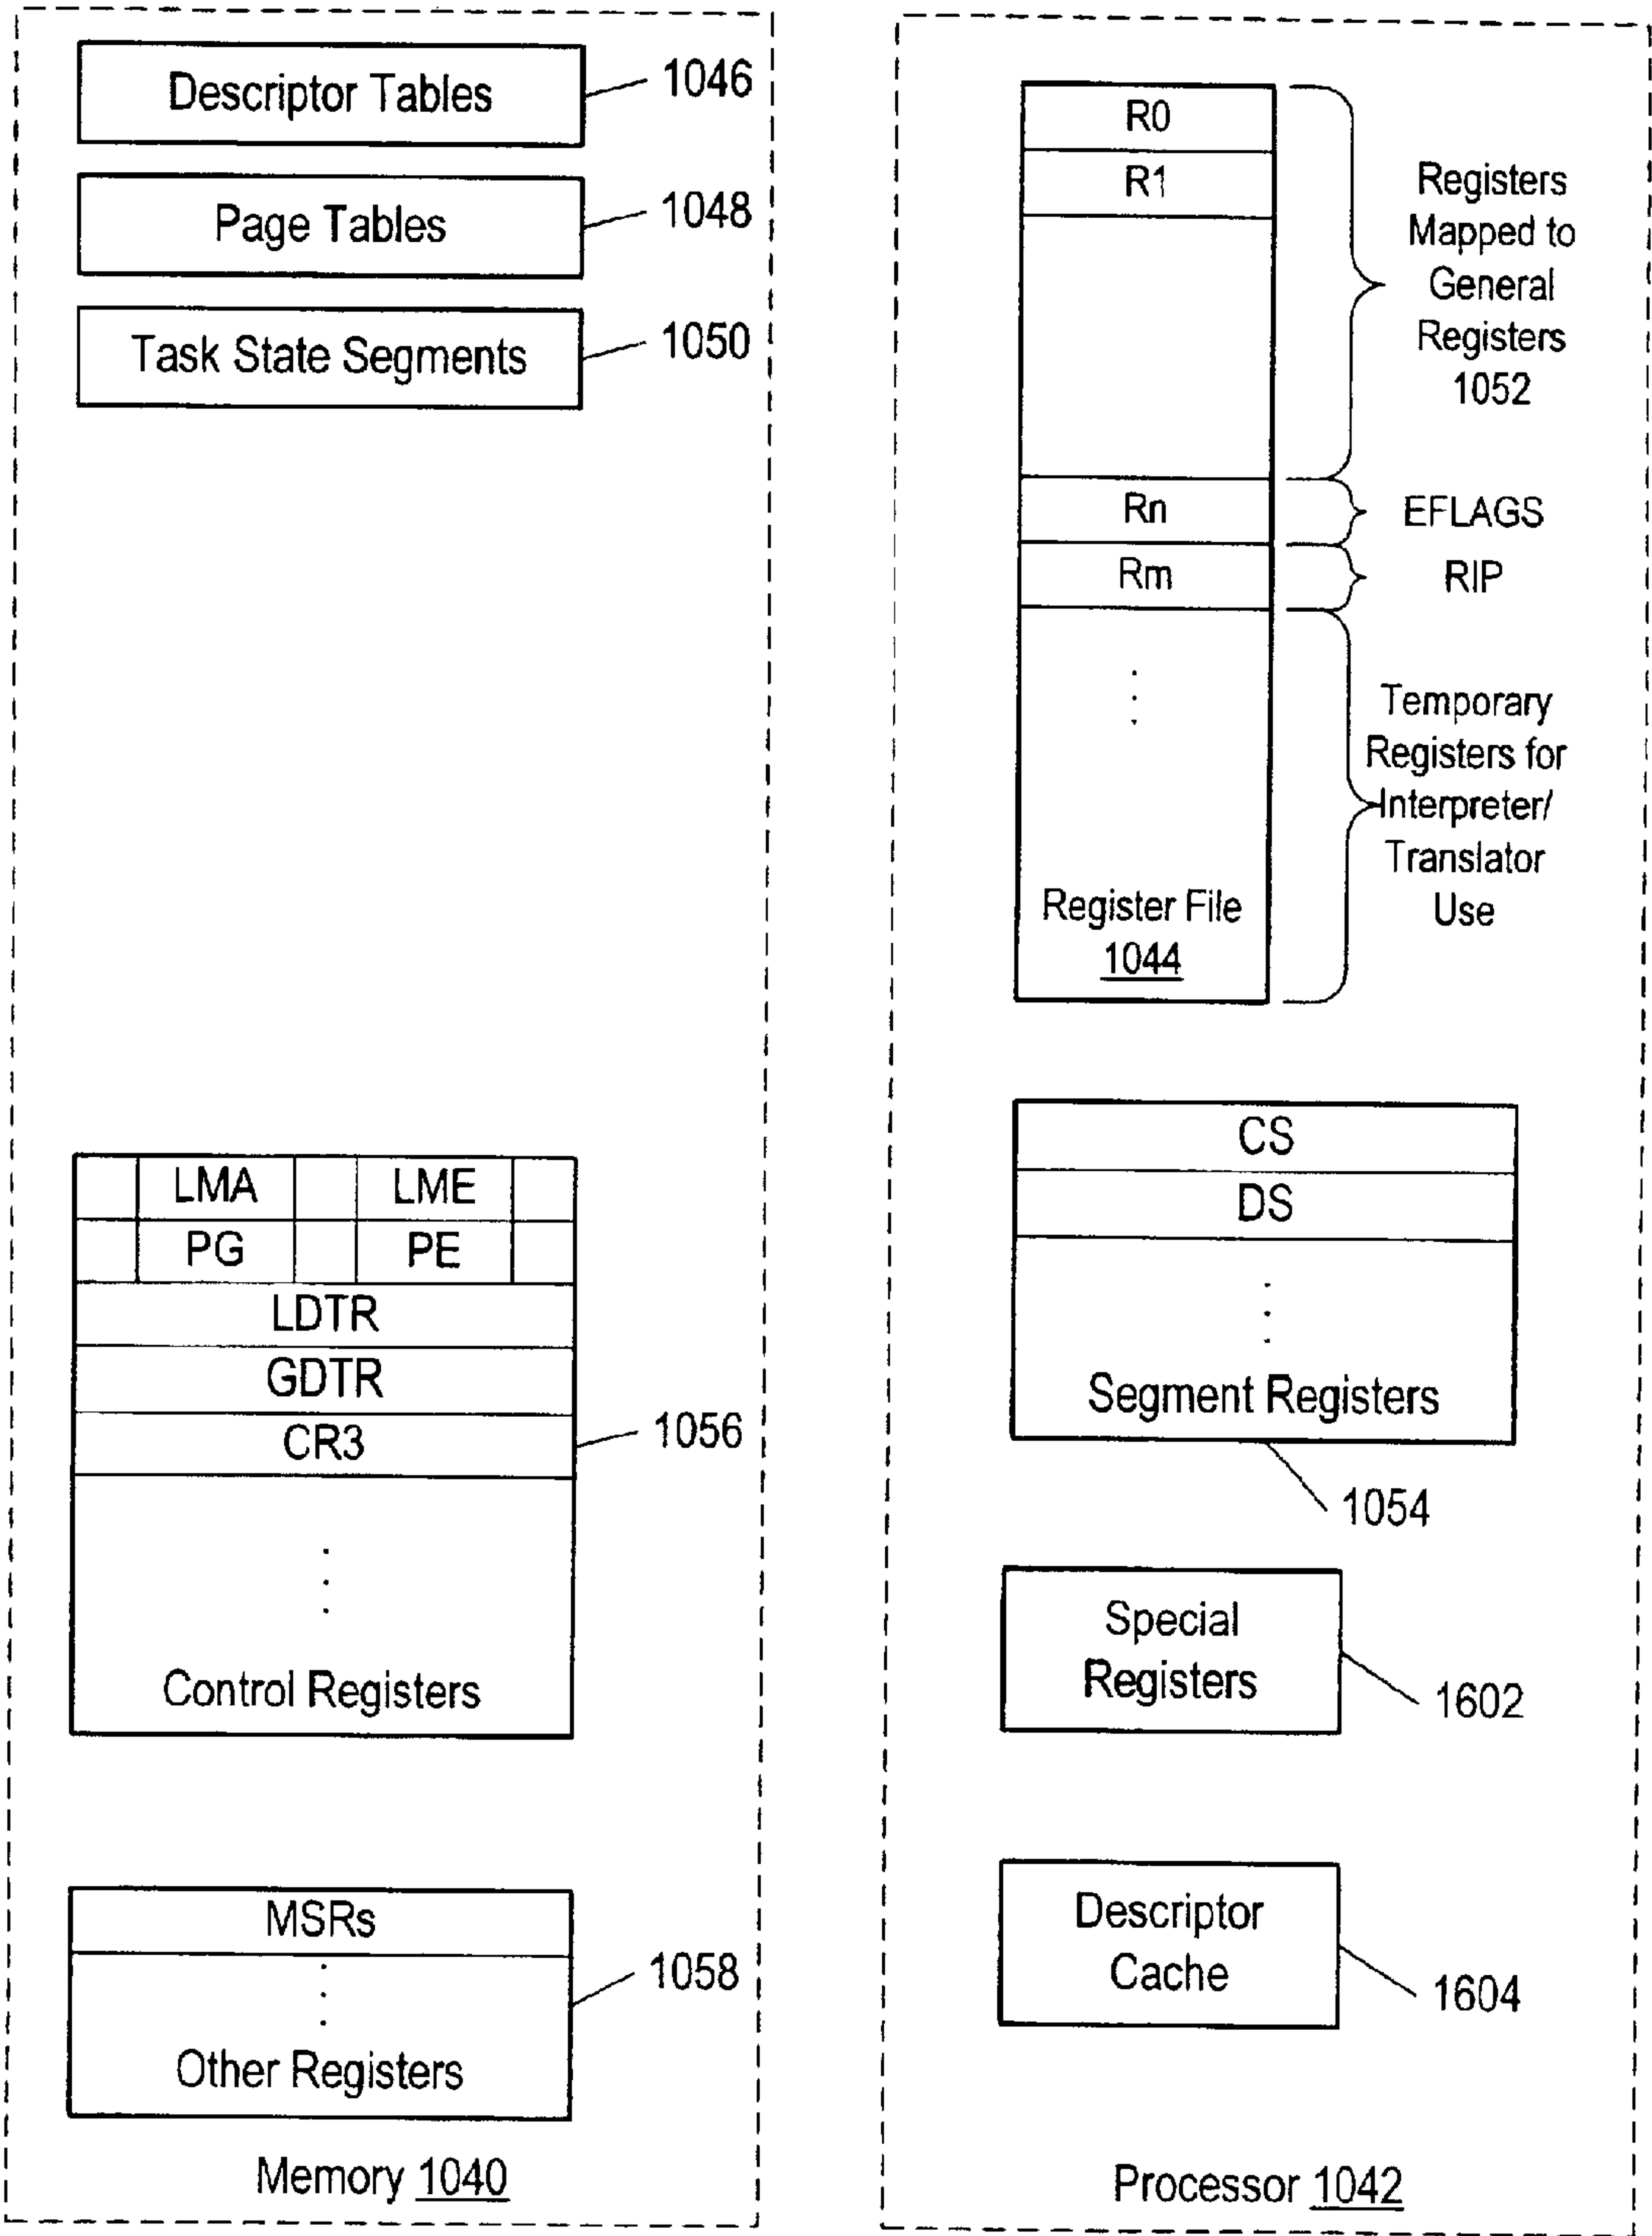 Descriptor Tables
1046
Page Tables
1048
Task State Segments
1050
LMA
LME
PG
PE
LDTR
GDTR
CR3
1056
Control Registers
MSRs
1058
Other Registers
Memory 1040
R0
R1
Registers
Mapped to
General
Registers
1052
Rn
EFLAGS
Rm
RIP
Temporary
Registers for
Interpreter/
Translator
Use
Register File
1044
CS
DS
Segment Registers
1054
Special
Registers
1602
Descriptor
Cache
1604
Processor 1042